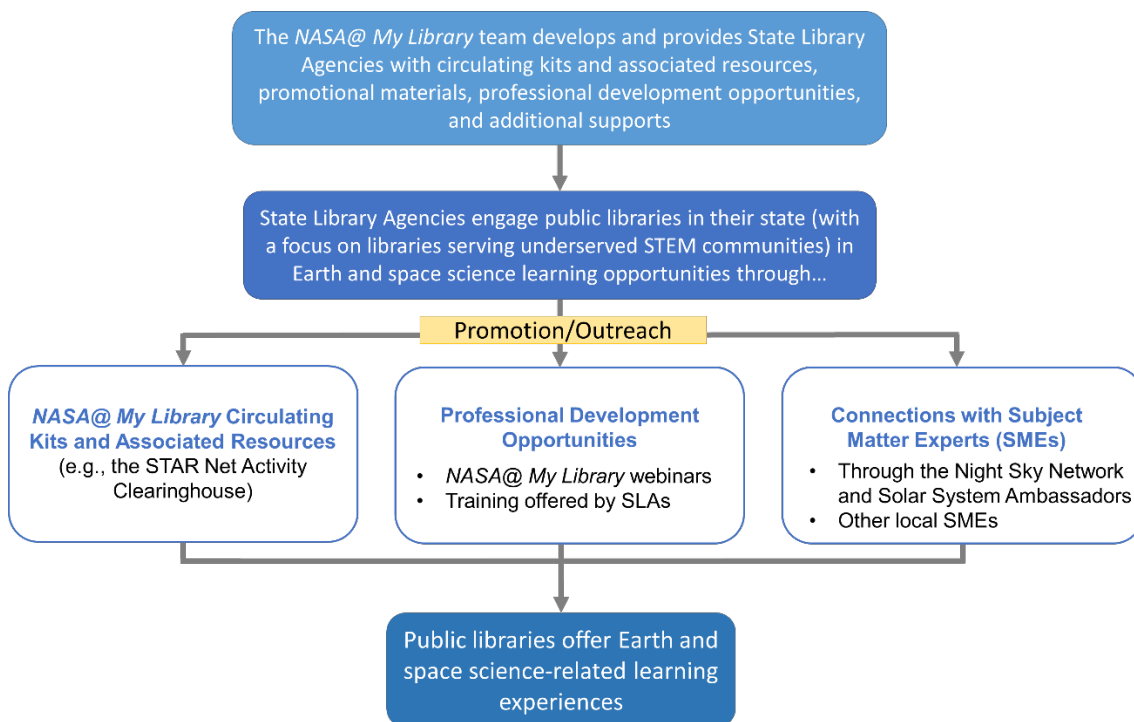 The NASA@ My Library team develops and provides State Library
Agencies with circulating kits and associated resources,
promotional materials, professional development opportunities,
and additional supports
State Library Agencies engage public libraries in their state (with
a focus on libraries serving underserved STEM communities) in
Earth and space science learning opportunities through...
Promotion/Outreach
NASA@ My Library Circulating
Kits and Associated Resources
(e.g., the STAR Net Activity
Clearinghouse)
Professional Development
Opportunities
• NASA@ My Library webinars
• Training offered by SLAs
Connections with Subject
Matter Experts (SMEs)
• Through the Night Sky Network
and Solar System Ambassadors
• Other local SMEs
Public libraries offer Earth and
space science-related learning
experiences